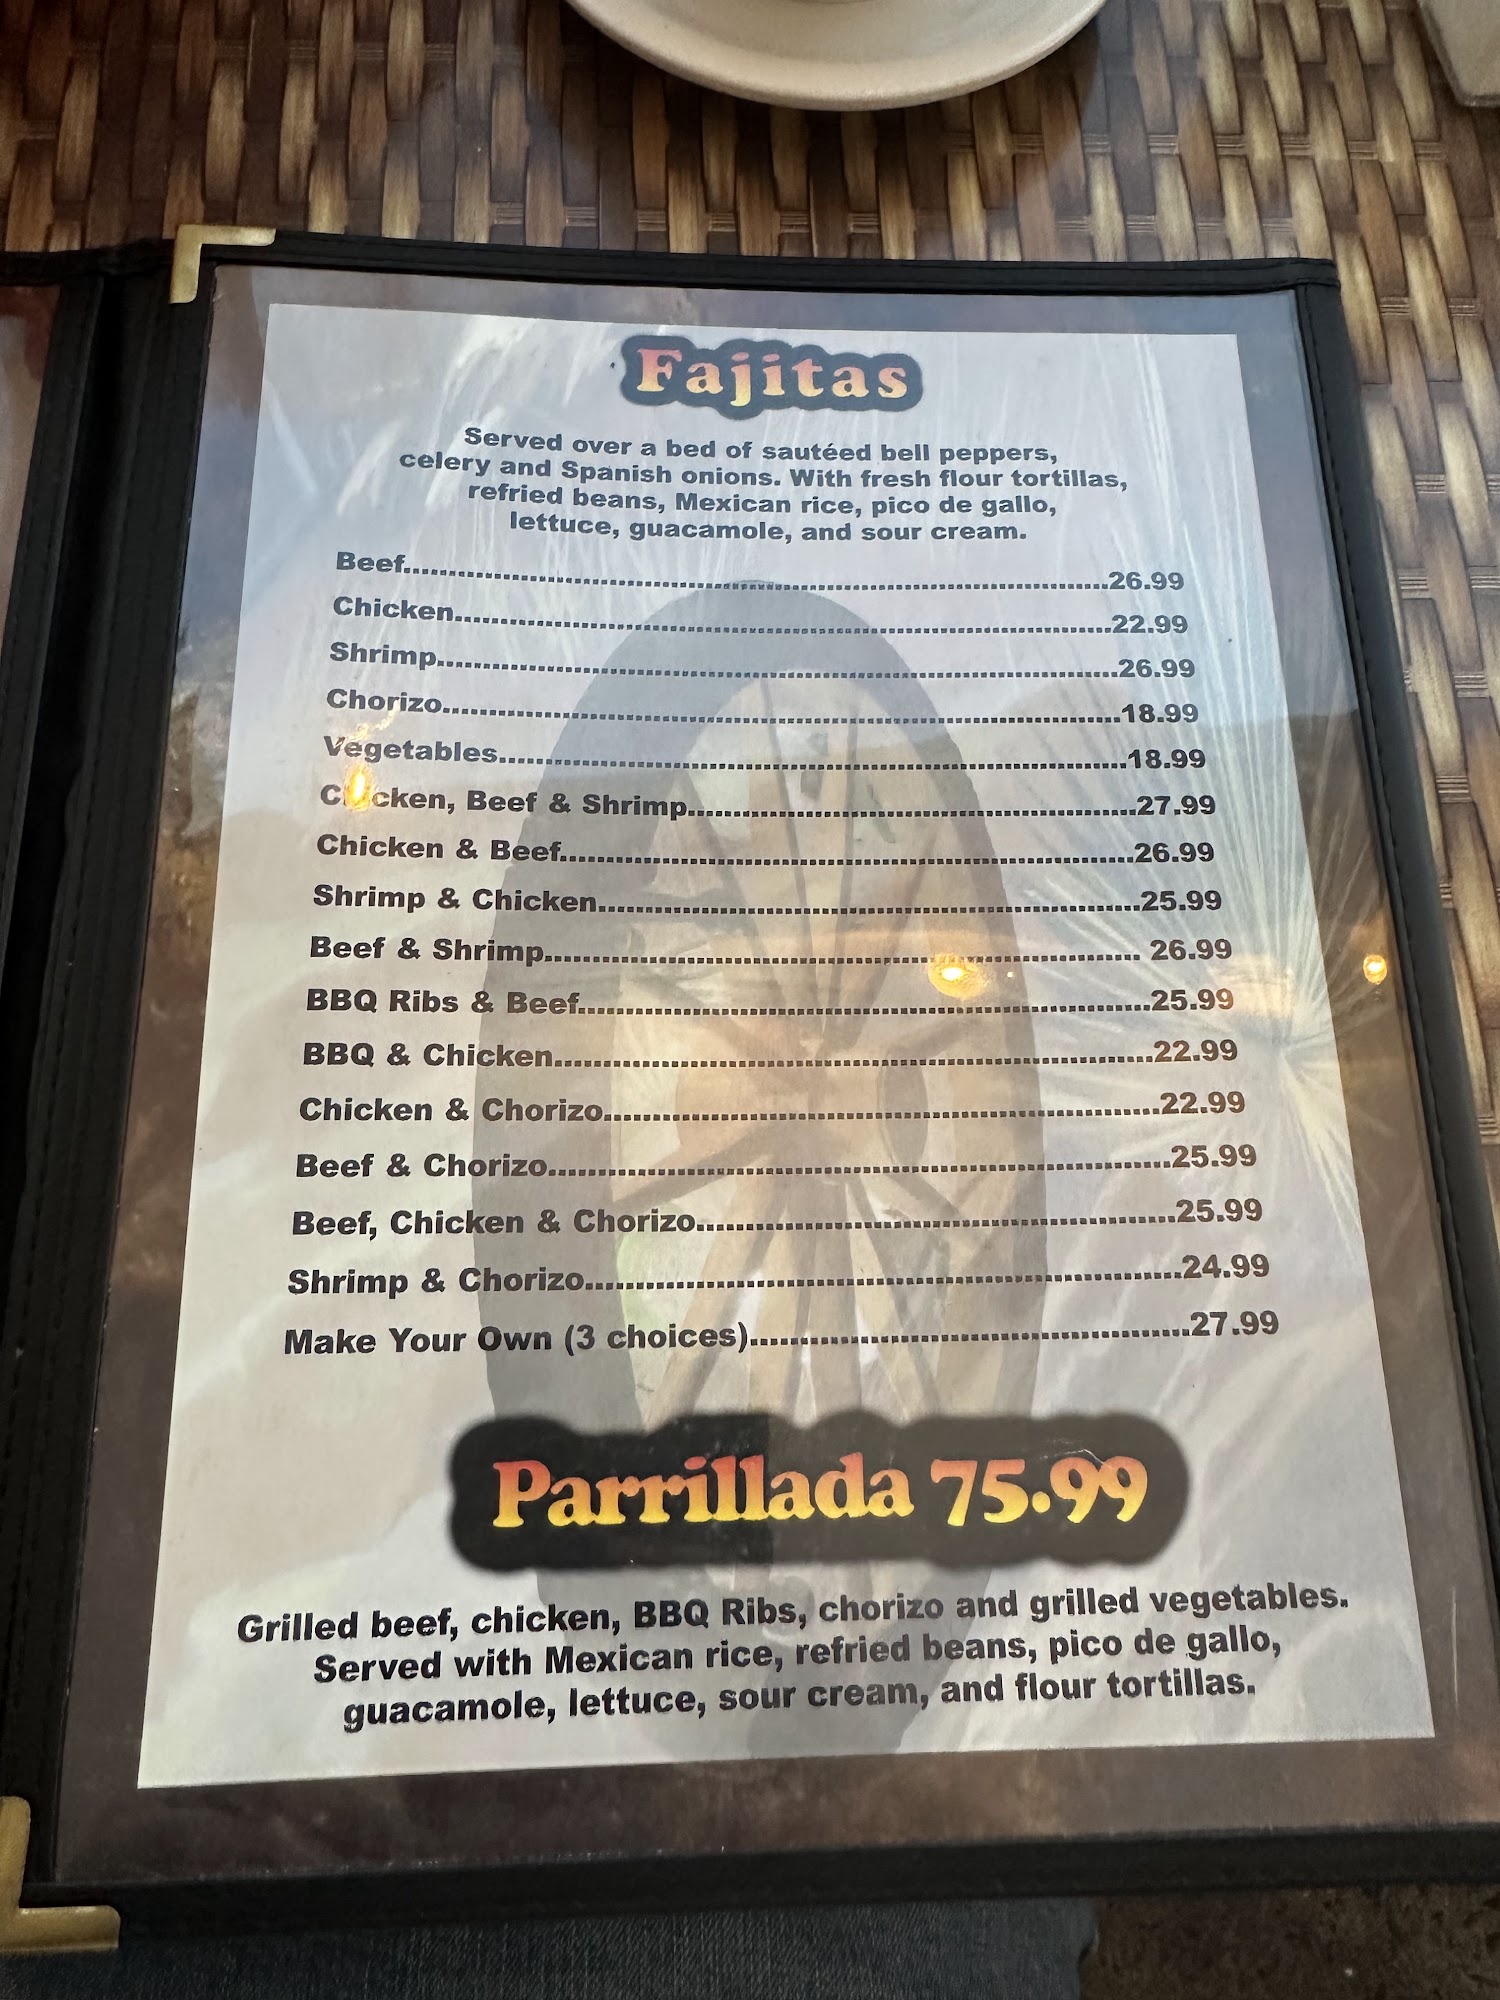 Fajitas
Served over a bed of sautéed bell peppers,
celery and Spanish onions. With fresh flour tortillas,
refried beans, Mexican rice, pico de gallo,
lettuce, guacamole, and sour cream.
Beef 26.99
Chicken 22.99
Shrimp 26.99
Chorizo 18.99
Vegetables 18.99
Chicken, Beef & Shrimp 27.99
Chicken & Beef 26.99
Shrimp & Chicken 25.99
Beef & Shrimp 26.99
BBQ Ribs & Beef 25.99
BBQ & Chicken 22.99
Chicken & Chorizo 22.99
Beef & Chorizo 25.99
Beef, Chicken & Chorizo 25.99
Shrimp & Chorizo 24.99
Make Your Own (3 choices) 27.99
Parrillada 75.99
Grilled beef, chicken, BBQ Ribs, chorizo and grilled vegetables.
Served with Mexican rice, refried beans, pico de gallo,
guacamole, lettuce, sour cream, and flour tortillas.